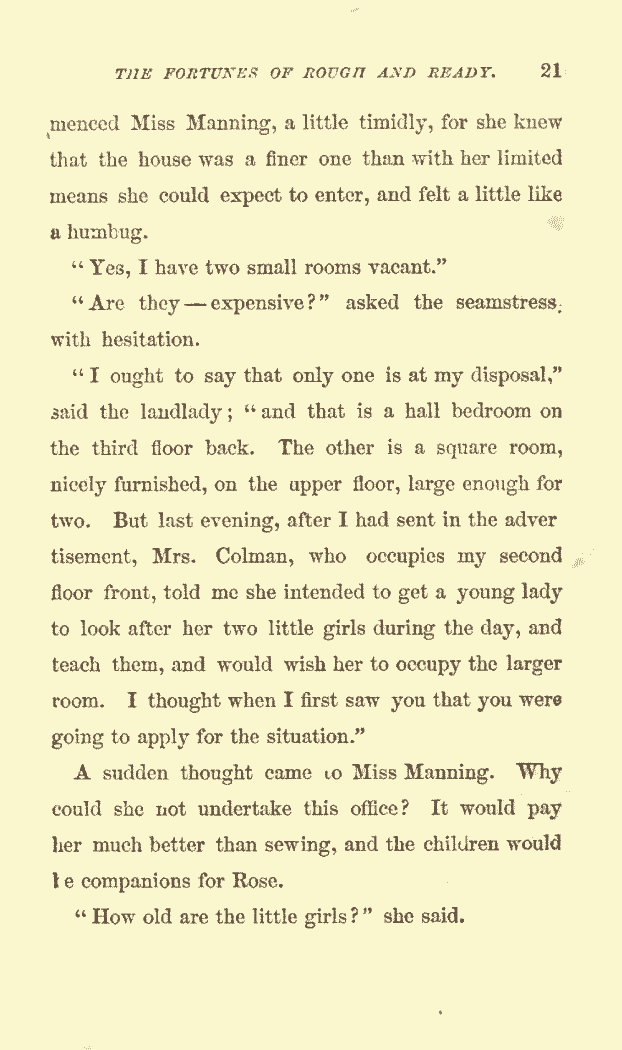 THE FORTUNES OF ROUGH AND READY. 21
menced Miss Manning, a little timidly, for she knew
that the house was a finer one than with her limited
means she could expect to enter, and felt a little like
a humbug.
“Yes, I have two small rooms vacant.”
“Are they—expensive?” asked the seamstress,
with hesitation.
“I ought to say that only one is at my disposal,”
said the landlady; “and that is a hall bedroom on
the third floor back. The other is a square room,
nicely furnished, on the upper floor, large enough for
two. But last evening, after I had sent in the adver
tisement, Mrs. Colman, who occupies my second
floor front, told me she intended to get a young lady
to look after her two little girls during the day, and
teach them, and would wish her to occupy the larger
room. I thought when I first saw you that you were
going to apply for the situation.”
A sudden thought came to Miss Manning. Why
could she not undertake this office? It would pay
her much better than sewing, and the children would
be companions for Rose.
“How old are the little girls?” she said.